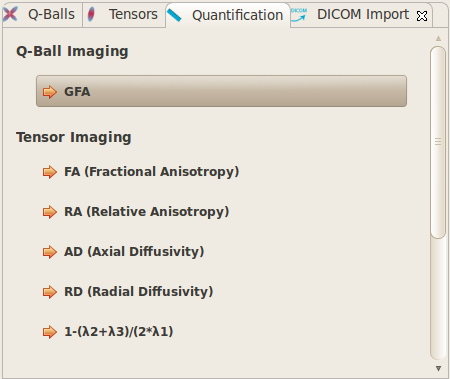 Q-Balls Tensors Quantification DICOM DICOM Import
Q-Ball Imaging
GFA
Tensor Imaging
FA (Fractional Anisotropy)
RA (Relative Anisotropy)
AD (Axial Diffusivity)
RD (Radial Diffusivity)
1-(λ2+λ3)/(2*λ1)